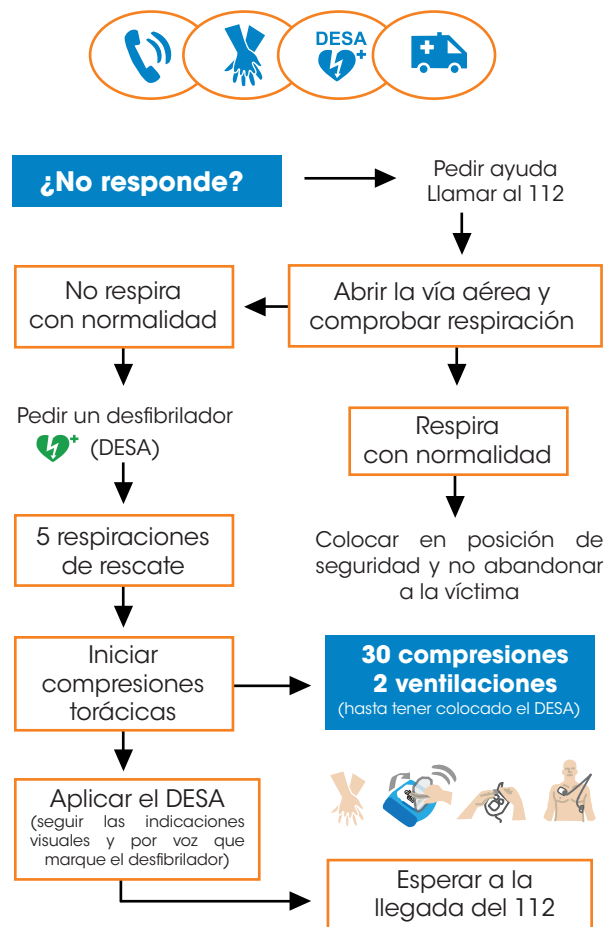 DESA
¿No responde?
Pedir ayuda
Llamar al 112
No respira
con normalidad
Abrir la vía aérea y
comprobar respiración
Pedir un desfibrilador
(DESA)
Respira
con normalidad
5 respiraciones
de rescate
Colocar en posición de
seguridad y no abandonar
a la víctima
Iniciar
compresiones
torácicas
30 compresiones
2 ventilaciones
(hasta tener colocado el DESA)
Aplicar el DESA
(seguir las indicaciones
visuales y por voz que
marque el desfibrilador)
Esperar a la
llegada del 112